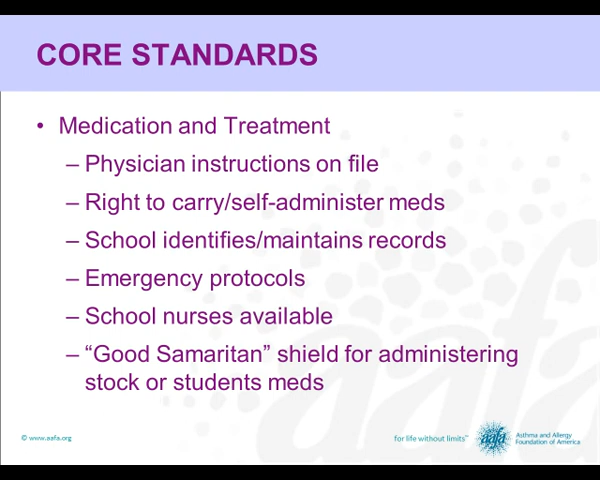 CORE STANDARDS
• Medication and Treatment
– Physician instructions on file
– Right to carry/self-administer meds
– School identifies/maintains records
– Emergency protocols
– School nurses available
– “Good Samaritan” shield for administering
stock or students meds
© www.aafa.org
for life without limits™
aafa
Asthma and Allergy
Foundation of America